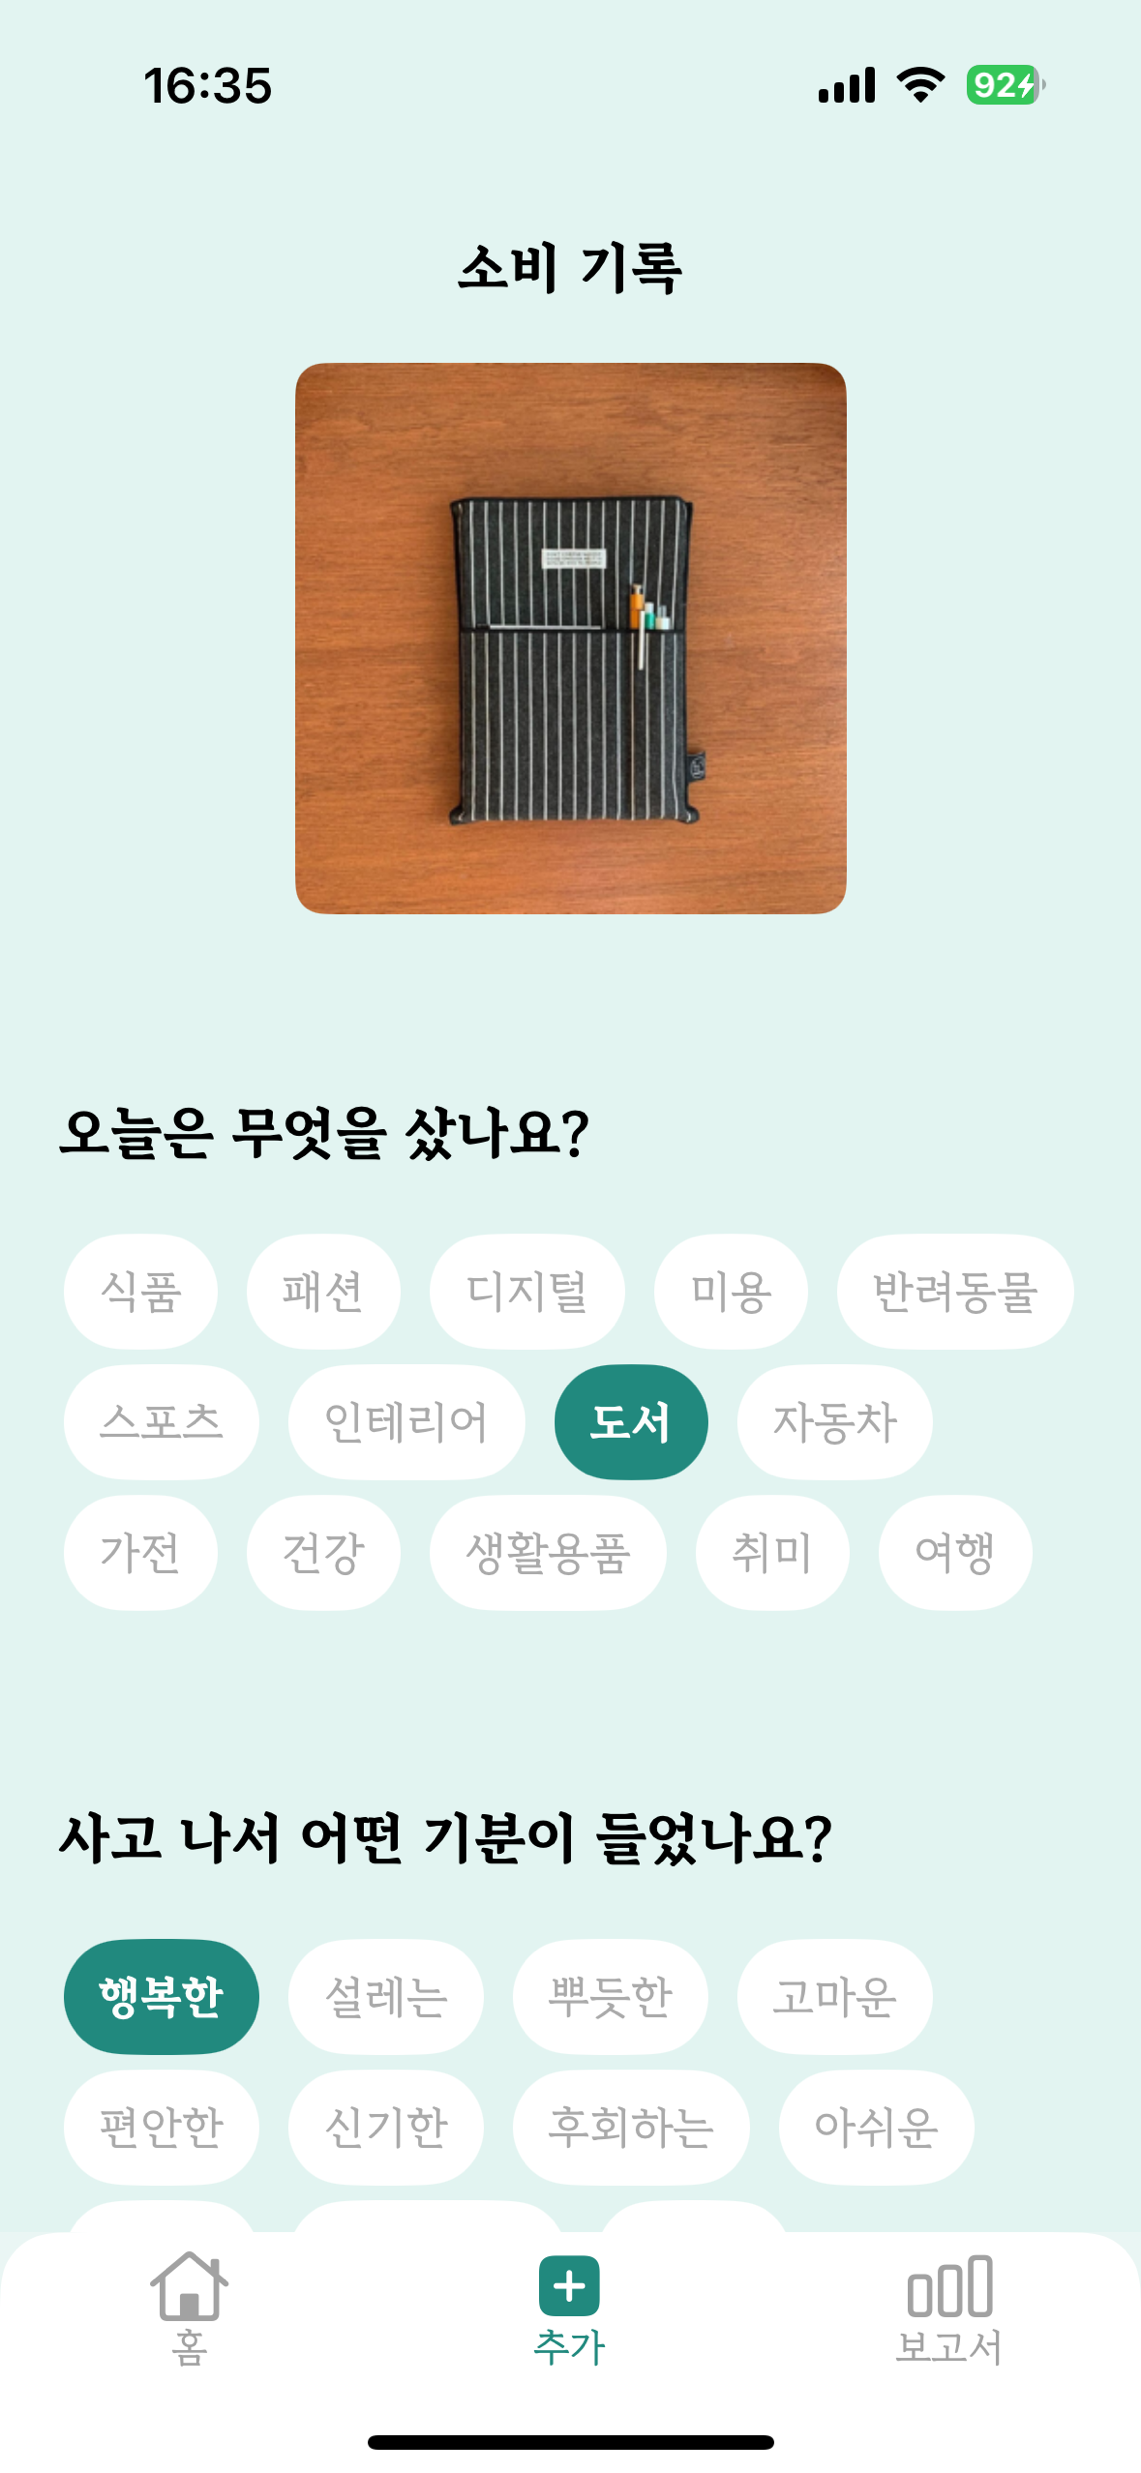 16:35
92
소비 기록
오늘은 무엇을 샀나요?
식품 패션 디지털 미용 반려동물
스포츠 인테리어 도서 자동차
가전 건강 생활용품 취미 여행
사고 나서 어떤 기분이 들었나요?
행복한 설레는 뿌듯한 고마운
편안한 신기한 후회하는 아쉬운
홈 추가 보고서